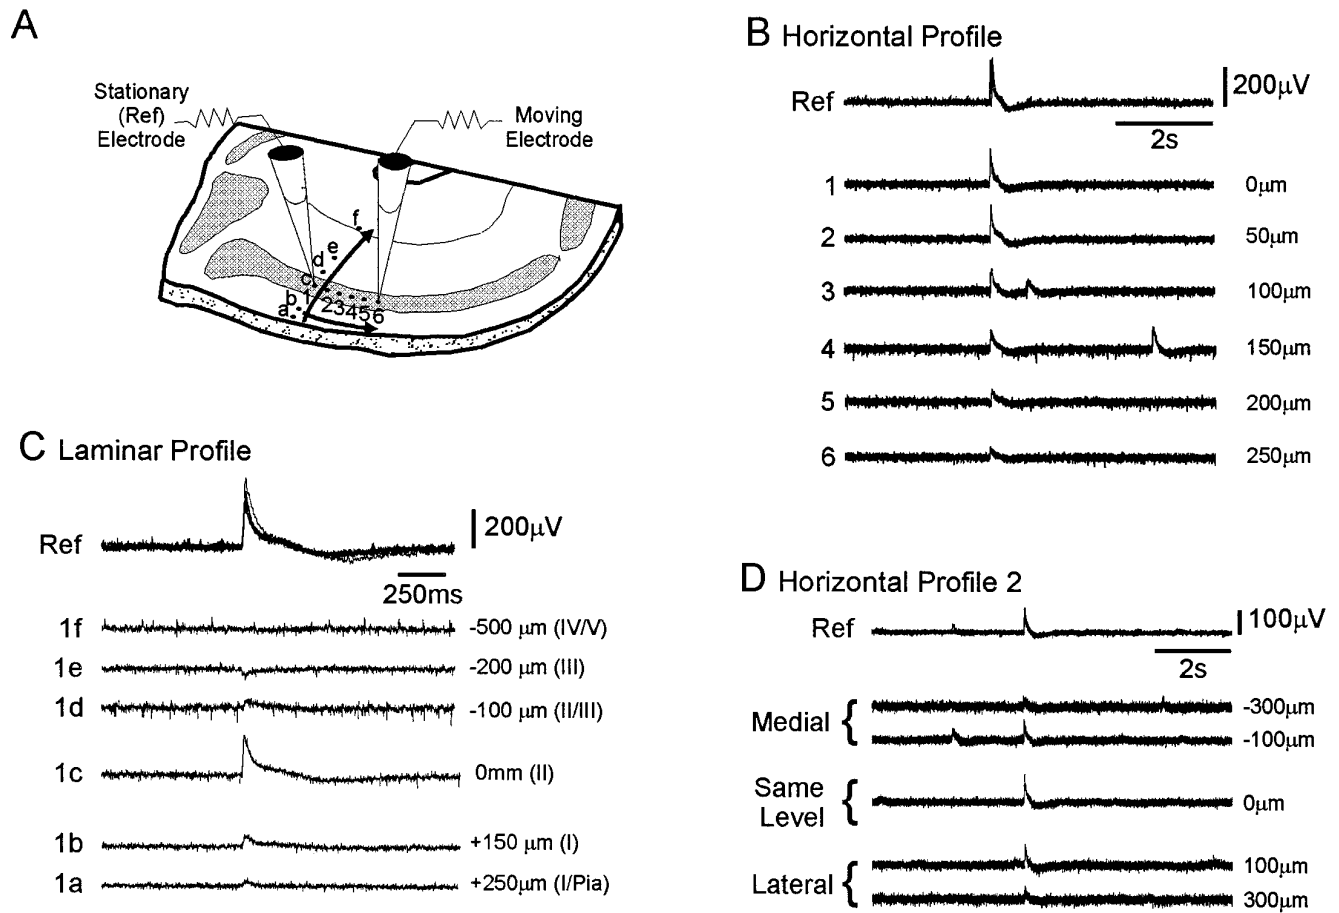 A
Stationary
(Ref)
Electrode
Moving
Electrode
f
e
d
c
b
1
23456
a
B Horizontal Profile
Ref
200μV
2s
1 0μm
2 50μm
3 100μm
4 150μm
5 200μm
6 250μm
C Laminar Profile
Ref
200μV
250ms
1f -500 μm (IV/V)
1e -200 μm (III)
1d -100 μm (II/III)
1c 0mm (II)
1b +150 μm (I)
1a +250μm (I/Pia)
D Horizontal Profile 2
Ref
100μV
2s
Medial { -300μm
-100μm
Same
Level { 0μm
Lateral { 100μm
300μm